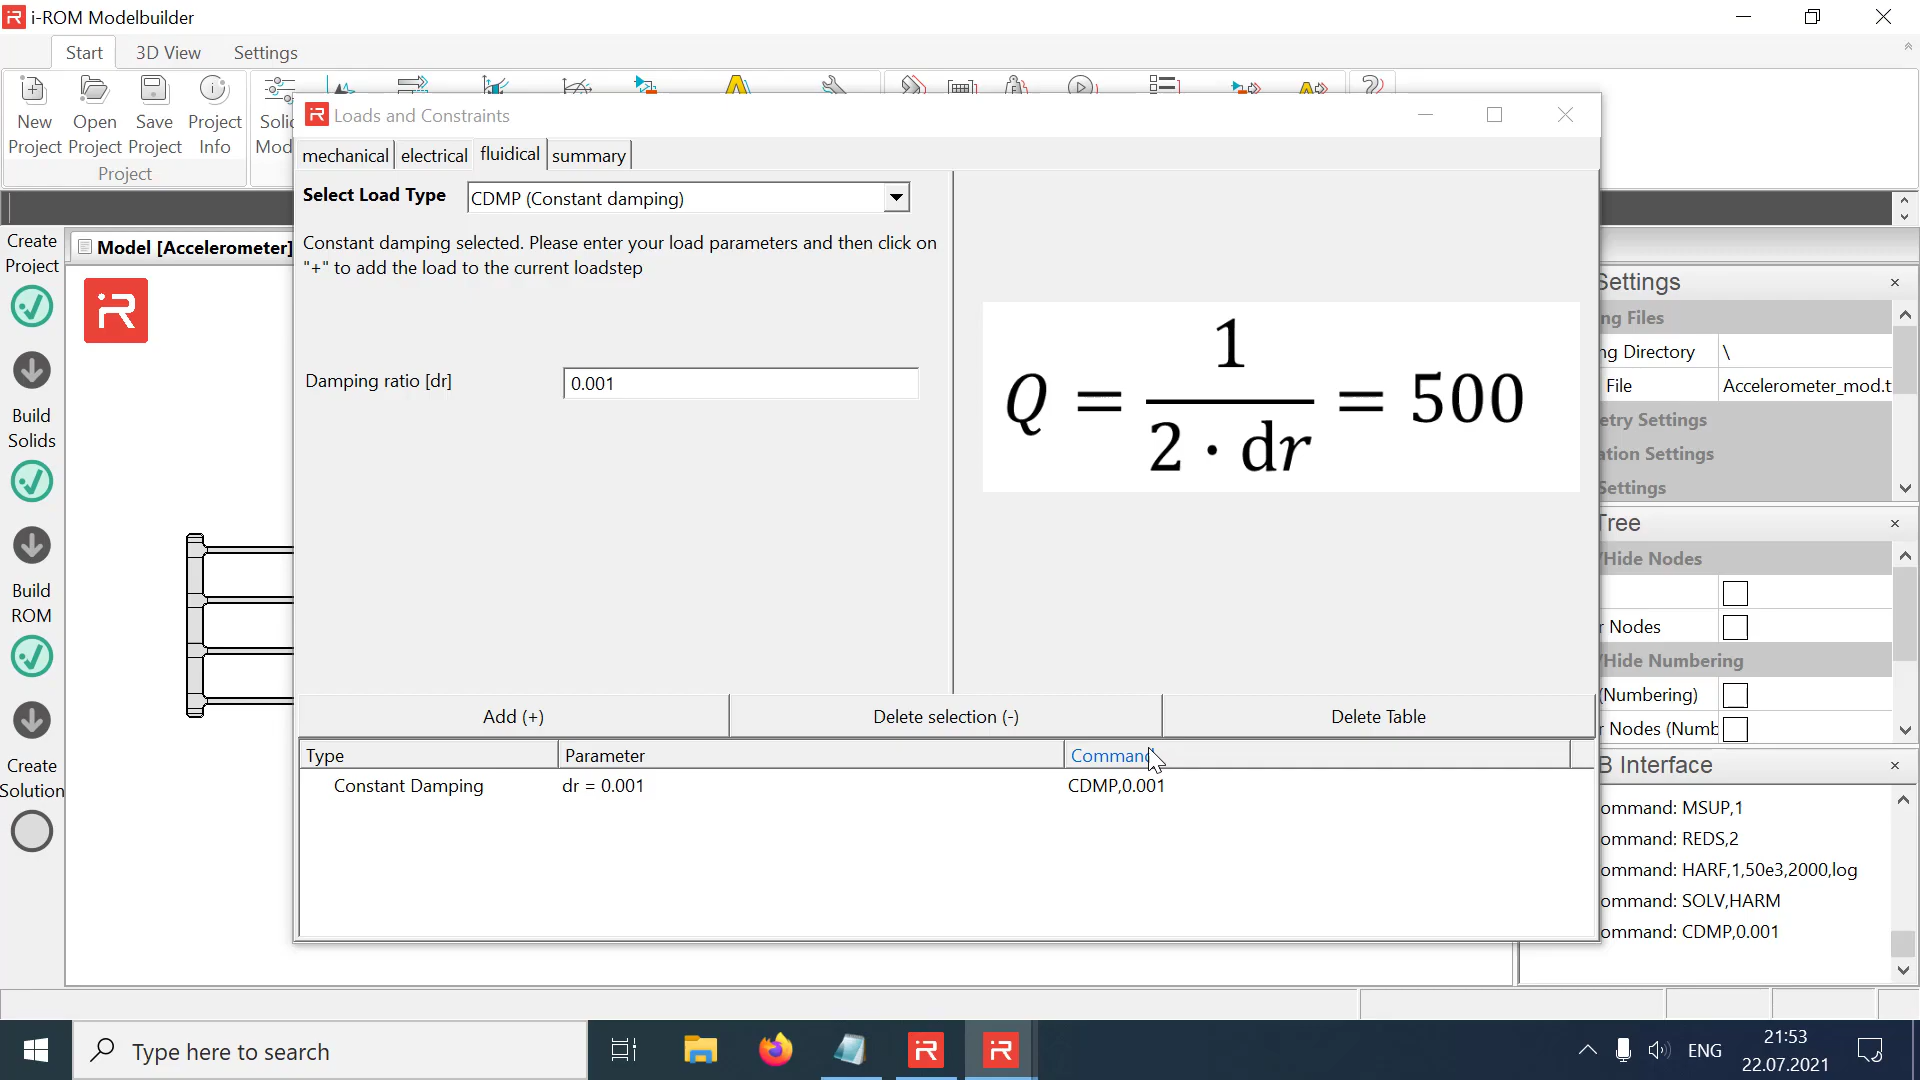 i-ROM Modelbuilder
Start
3D View
Settings
New Project
Open Project
Save Project
Project Info
Project
Loads and Constraints
mechanical
electrical
fluidical
summary
Select Load Type
CDMP (Constant damping)
Constant damping selected. Please enter your load parameters and then click on
"+" to add the load to the current loadstep
Damping ratio [dr]
0.001
Q = 1 / 2 · dr = 500
Add (+)
Delete selection (-)
Delete Table
Type
Parameter
Command
Constant Damping
dr = 0.001
CDMP,0.001
Create
Project
Build
Solids
Build
ROM
Create
Solution
Model [Accelerometer]
Settings
ng Files
ng Directory
\
File
Accelerometer_mod.t
etry Settings
ation Settings
Settings
Tree
/Hide Nodes
r Nodes
/Hide Numbering
(Numbering)
r Nodes (Numb
B Interface
ommand: MSUP,1
ommand: REDS,2
ommand: HARF,1,50e3,2000,log
ommand: SOLV,HARM
ommand: CDMP,0.001
Type here to search
ENG
21:53
22.07.2021